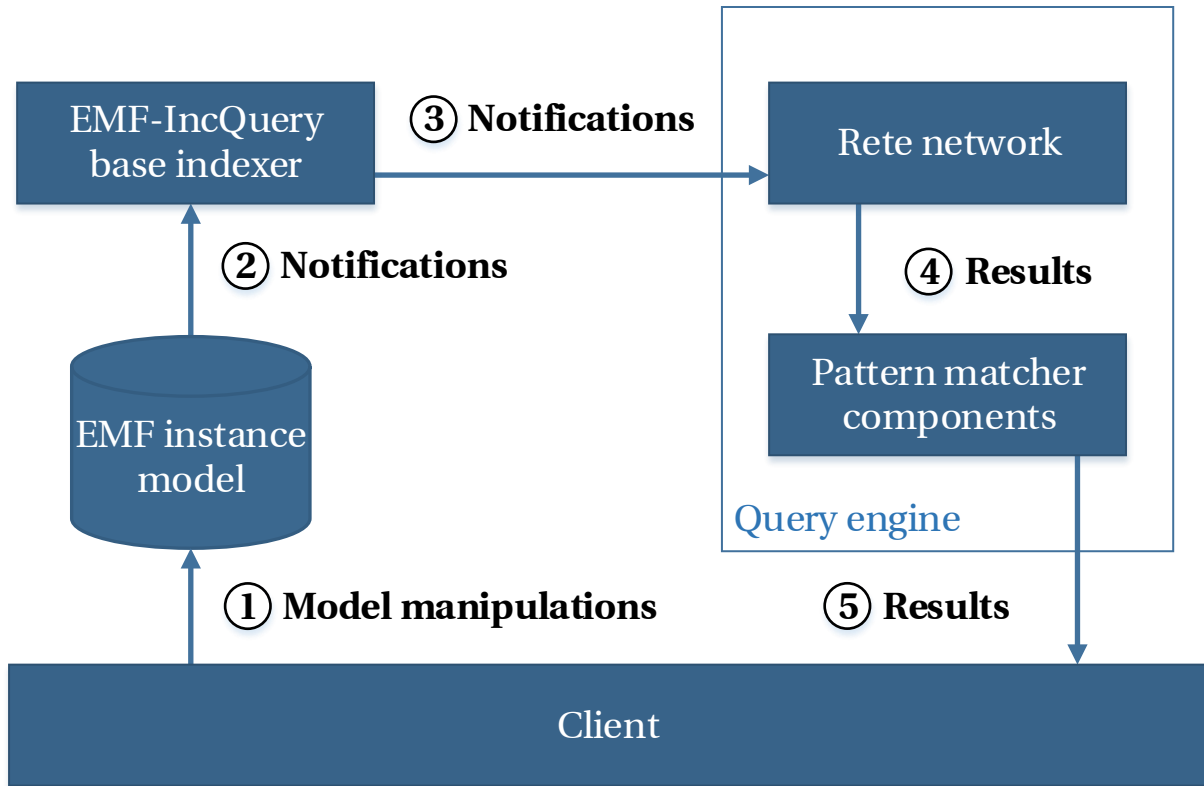 EMF-IncQuery
base indexer
③ Notifications
Rete network
② Notifications
④ Results
EMF instance
model
Pattern matcher
components
Query engine
① Model manipulations
⑤ Results
Client